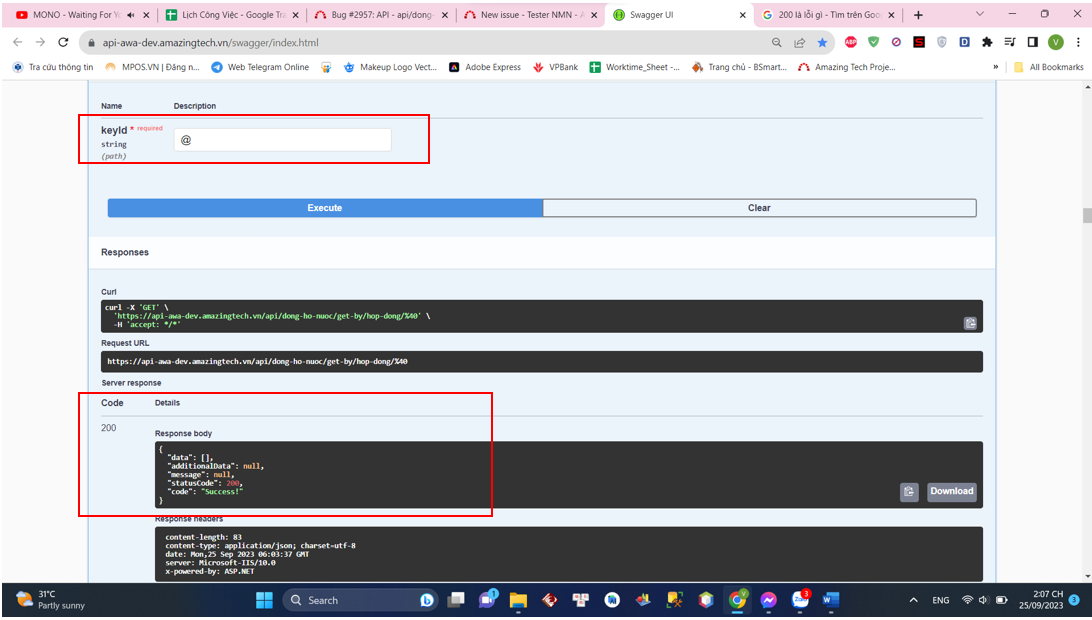 MONO - Waiting For Y
Lịch Công Việc - Google Tra
Bug #2957: API - api/dong-
New issue - Tester NMN - A
Swagger UI
200 là lỗi gì - Tìm trên Goo
api-awa-dev.amazingtech.vn/swagger/index.html
ABP
S
D
V
Tra cứu thông tin
MPOS.VN | Đăng n...
Web Telegram Online
Makeup Logo Vect...
Adobe Express
VPBank
Worktime_Sheet -...
Trang chủ - BSmart...
Amazing Tech Proje...
»
All Bookmarks
Name
Description
keyId * required
string
(path)
@
Execute
Clear
Responses
Curl
curl -X 'GET' \
'https://api-awa-dev.amazingtech.vn/api/dong-ho-nuoc/get-by/hop-dong/%40' \
-H 'accept: */*'
Request URL
https://api-awa-dev.amazingtech.vn/api/dong-ho-nuoc/get-by/hop-dong/%40
Server response
Code
Details
200
Response body
{
"data": [],
"additionalData": null,
"message": null,
"statusCode": 200,
"code": "Success!"
}
Download
Response headers
content-length: 83
content-type: application/json; charset=utf-8
date: Mon,25 Sep 2023 06:03:37 GMT
server: Microsoft-IIS/10.0
x-powered-by: ASP.NET
31°C
Partly sunny
Search
1
V
3
ENG
2:07 CH
25/09/2023
3